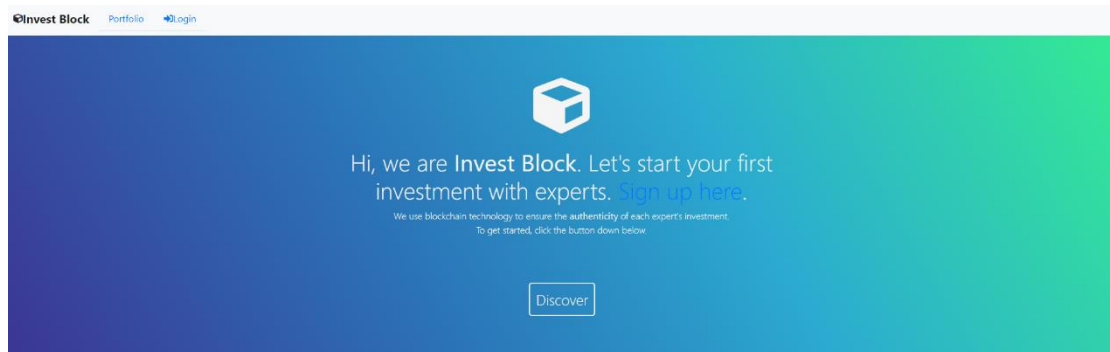 Invest Block Portfolio Login
Hi, we are Invest Block. Let's start your first
investment with experts. Sign up here.
We use blockchain technology to ensure the authenticity of each expert's investment.
To get started, click the button down below.
Discover